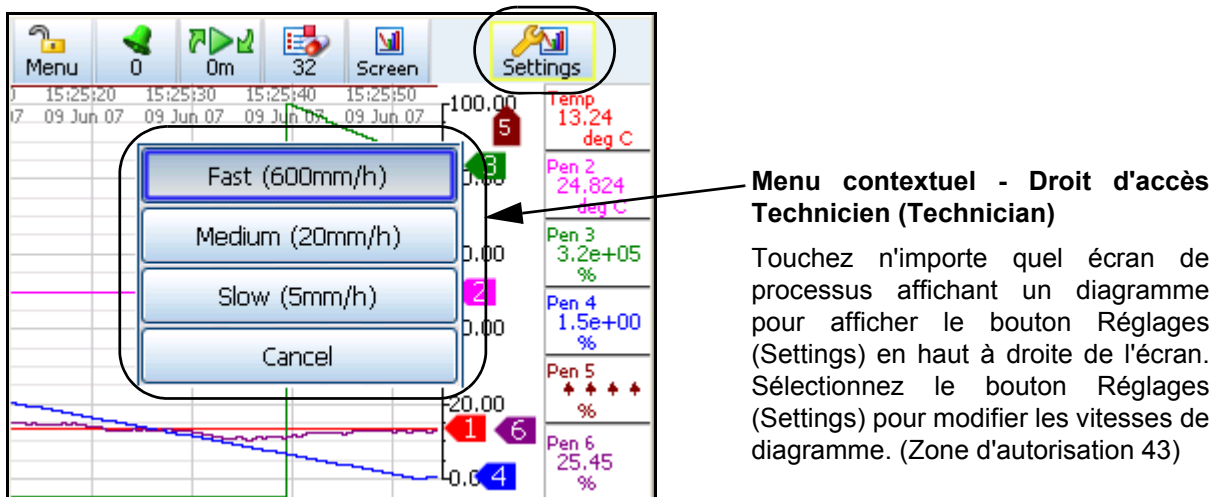 Menu 0 0m 32 Screen Settings
15:25:20 15:25:30 15:25:40 15:25:50
09 Jun 07 09 Jun 07 09 Jun 07 09 Jun 07
100.00
5
3
2
20.00
1 6
0.0 4
Fast (600mm/h)
Medium (20mm/h)
Slow (5mm/h)
Cancel
Temp
13.24
deg C
Pen 2
24.824
deg C
Pen 3
3.2e+05
%
Pen 4
1.5e+00
%
Pen 5
%
Pen 6
25.45
%
Menu contextuel - Droit d'accès
Technicien (Technician)
Touchez n'importe quel écran de
processus affichant un diagramme
pour afficher le bouton Réglages
(Settings) en haut à droite de l'écran.
Sélectionnez le bouton Réglages
(Settings) pour modifier les vitesses de
diagramme. (Zone d'autorisation 43)